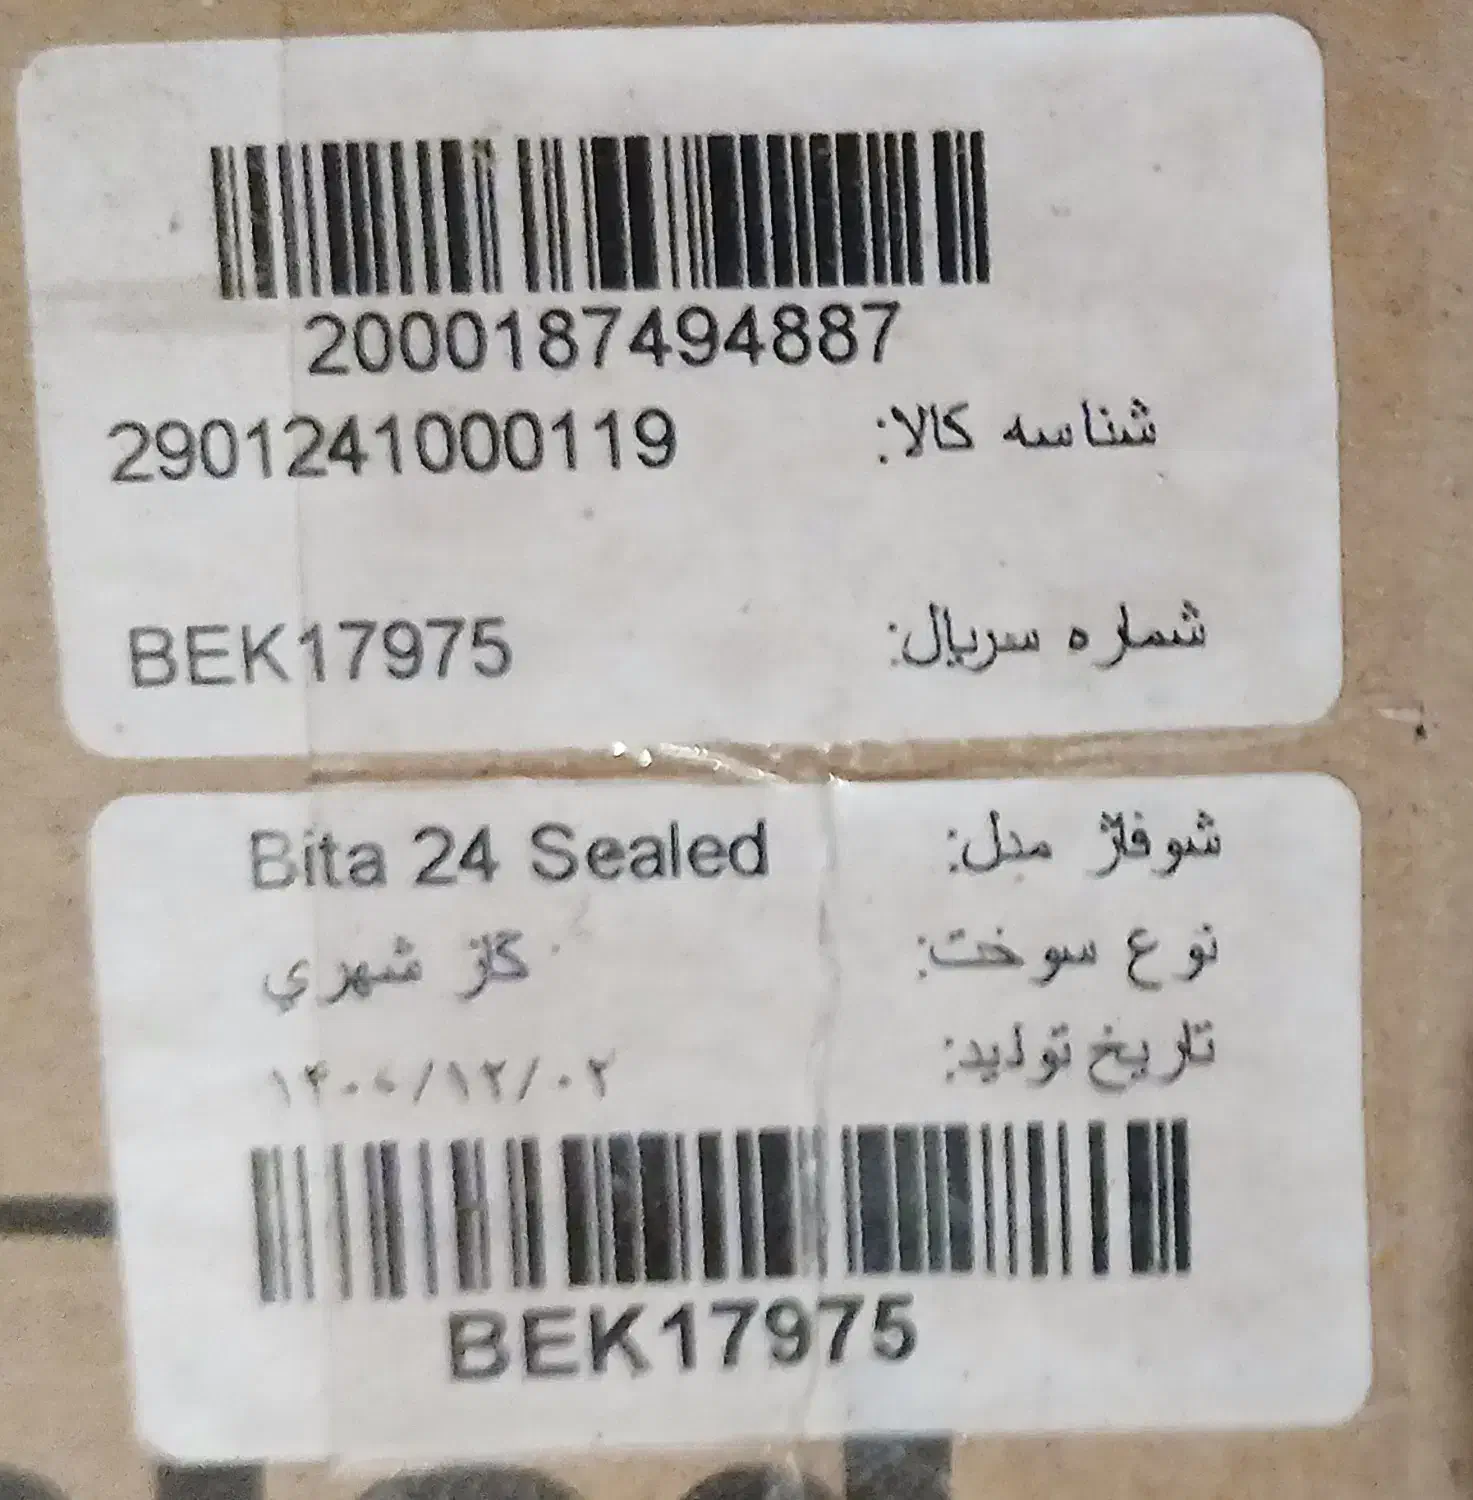 2000187494887
شناسه کالا: 2901241000119
شماره سریال: BEK17975
شوفاژ مدل: Bita 24 Sealed
نوع سوخت: گاز شهري
تاریخ تولید: ۱۴۰۰/۱۲/۰۲
BEK17975